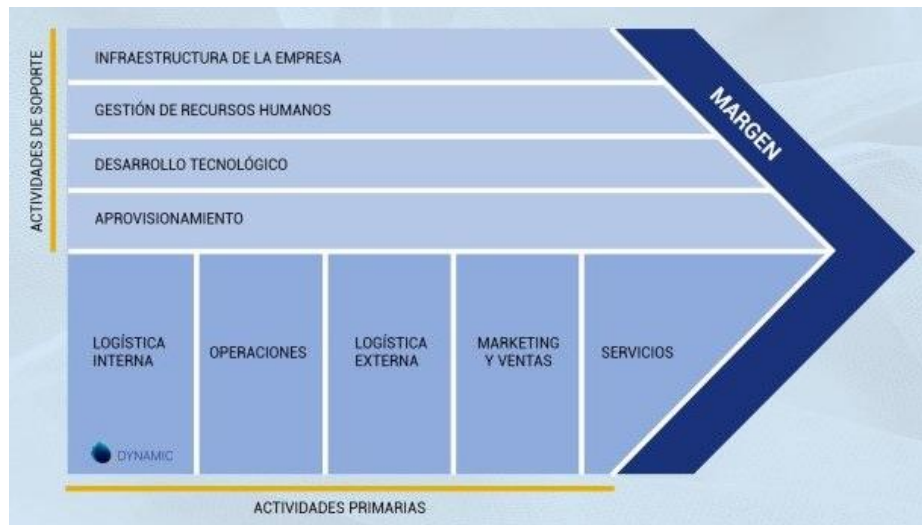 ACTIVIDADES DE SOPORTE
INFRAESTRUCTURA DE LA EMPRESA
GESTIÓN DE RECURSOS HUMANOS
DESARROLLO TECNOLÓGICO
APROVISIONAMIENTO
MARGEN
LOGÍSTICA
INTERNA
OPERACIONES
LOGÍSTICA
EXTERNA
MARKETING
Y VENTAS
SERVICIOS
DYNAMIC
ACTIVIDADES PRIMARIAS